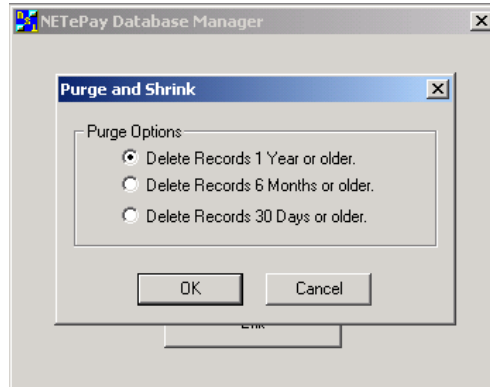 NETePay Database Manager
Purge and Shrink
Purge Options
Delete Records 1 Year or older.
Delete Records 6 Months or older.
Delete Records 30 Days or older.
OK
Cancel